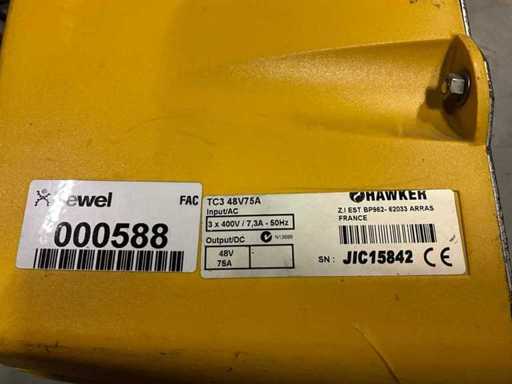 ewel
FAC
000588
TC3 48V75A
Input/AC
3 x 400V / 7,3A - 50Hz
Output/DC
48V
75A
HAWKER
Z.I EST BP962- 62033 ARRAS
FRANCE
SN : JIC15842 CE